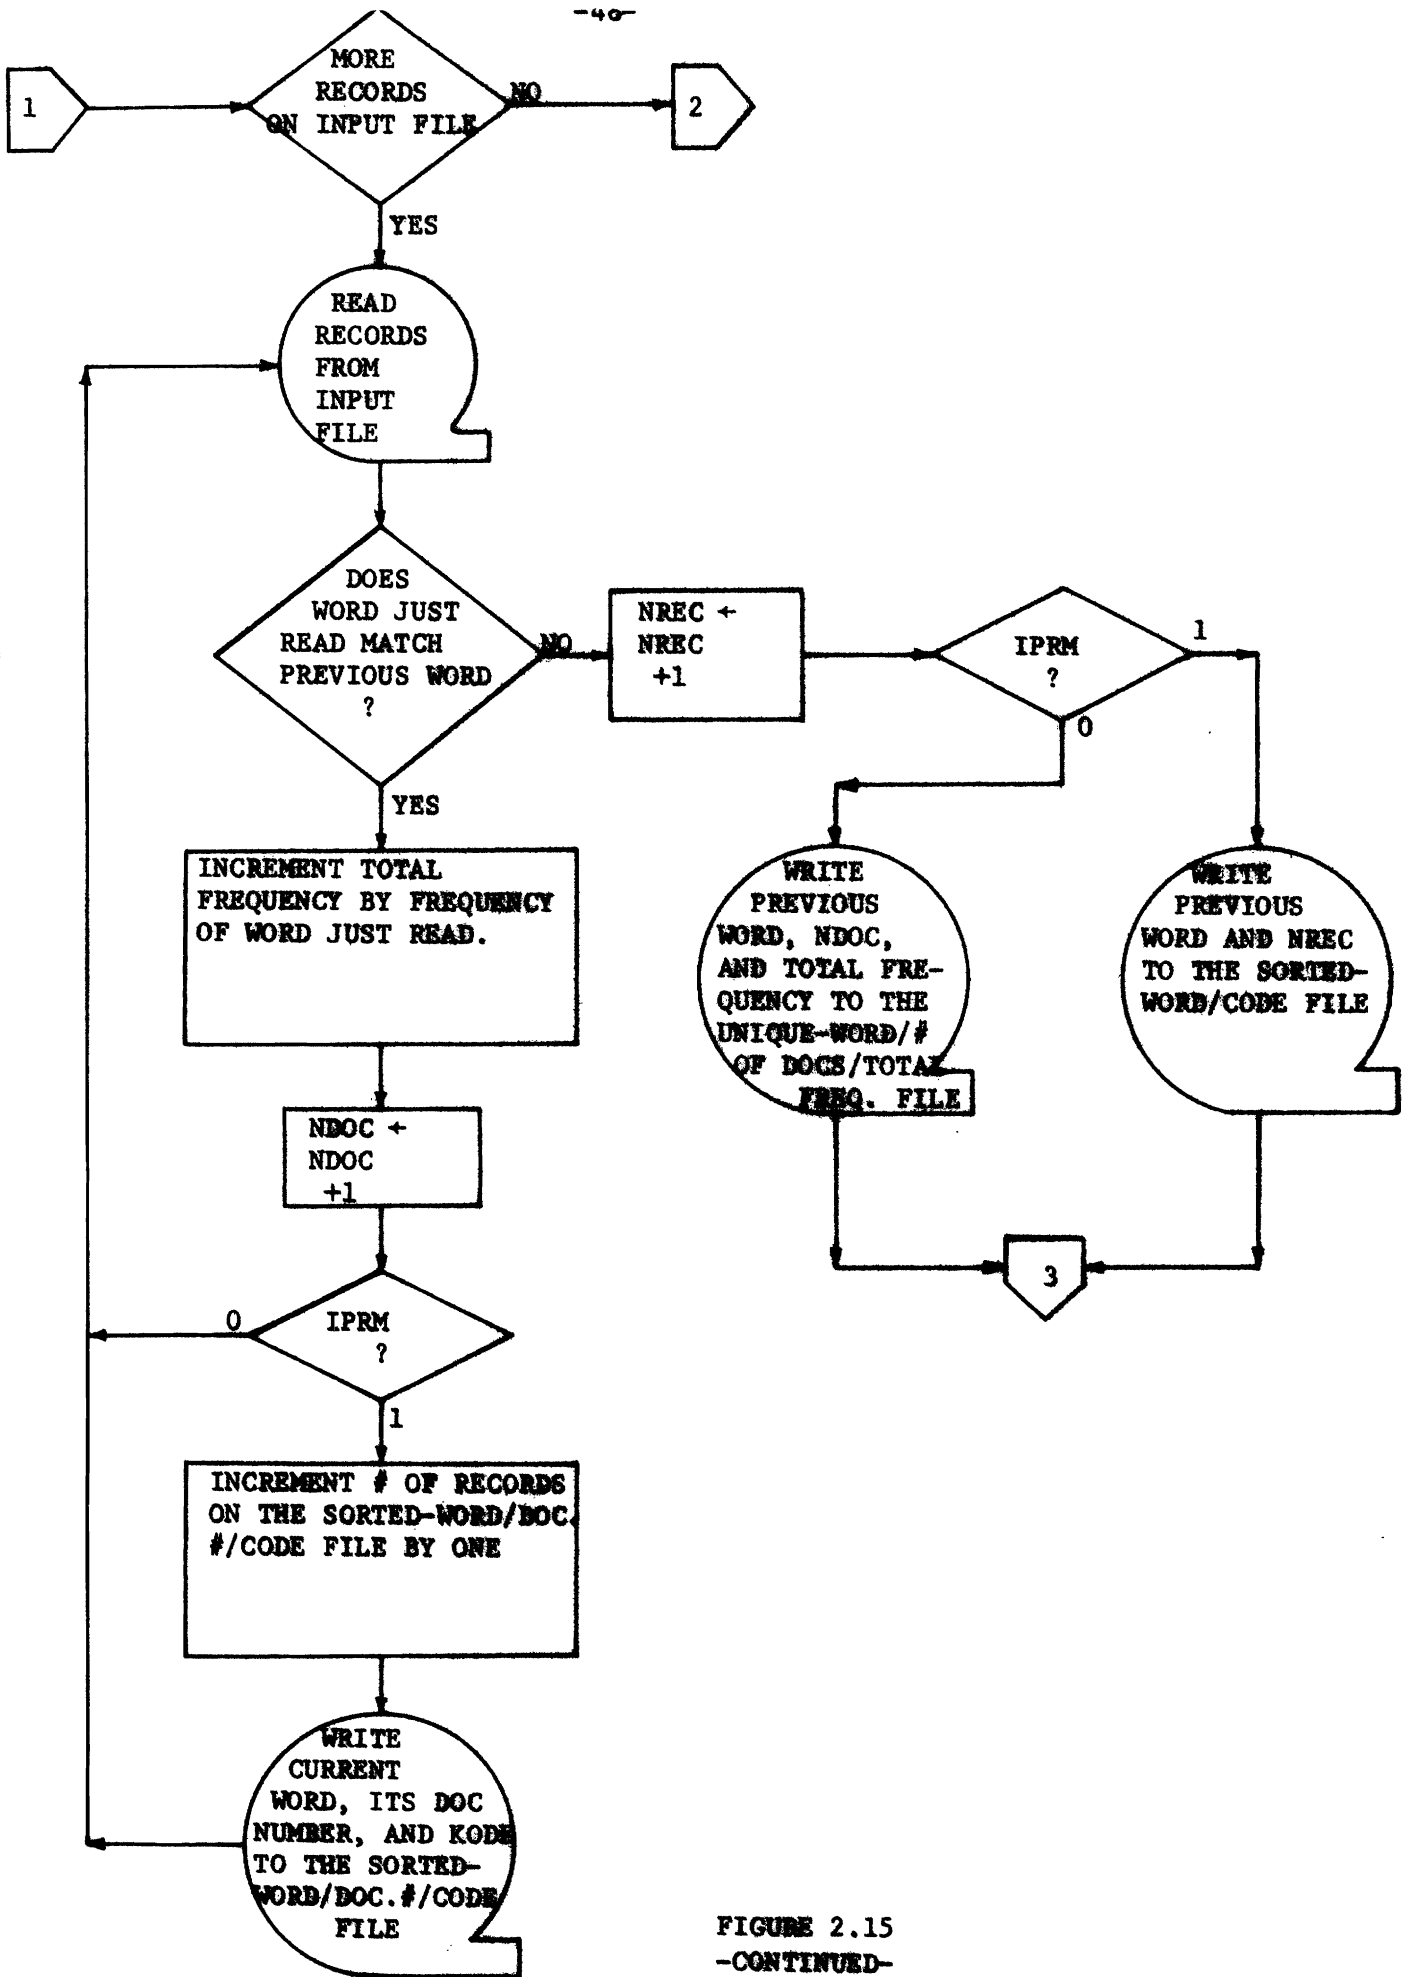 -40-
1
MORE
RECORDS
ON INPUT FILE
NO
2
YES
READ
RECORDS
FROM
INPUT
FILE
DOES
WORD JUST
READ MATCH
PREVIOUS WORD
?
NO
NREC ←
NREC
+1
IPRM
?
1
0
YES
INCREMENT TOTAL
FREQUENCY BY FREQUENCY
OF WORD JUST READ.
WRITE
PREVIOUS
WORD, NDOC,
AND TOTAL FRE-
QUENCY TO THE
UNIQUE-WORD/#
OF DOCS/TOTAL
FREQ. FILE
WRITE
PREVIOUS
WORD AND NREC
TO THE SORTED-
WORD/CODE FILE
NDOC ←
NDOC
+1
3
0
IPRM
?
1
INCREMENT # OF RECORDS
ON THE SORTED-WORD/DOC.
#/CODE FILE BY ONE
WRITE
CURRENT
WORD, ITS DOC
NUMBER, AND KODE
TO THE SORTED-
WORD/DOC.#/CODE
FILE
FIGURE 2.15
-CONTINUED-